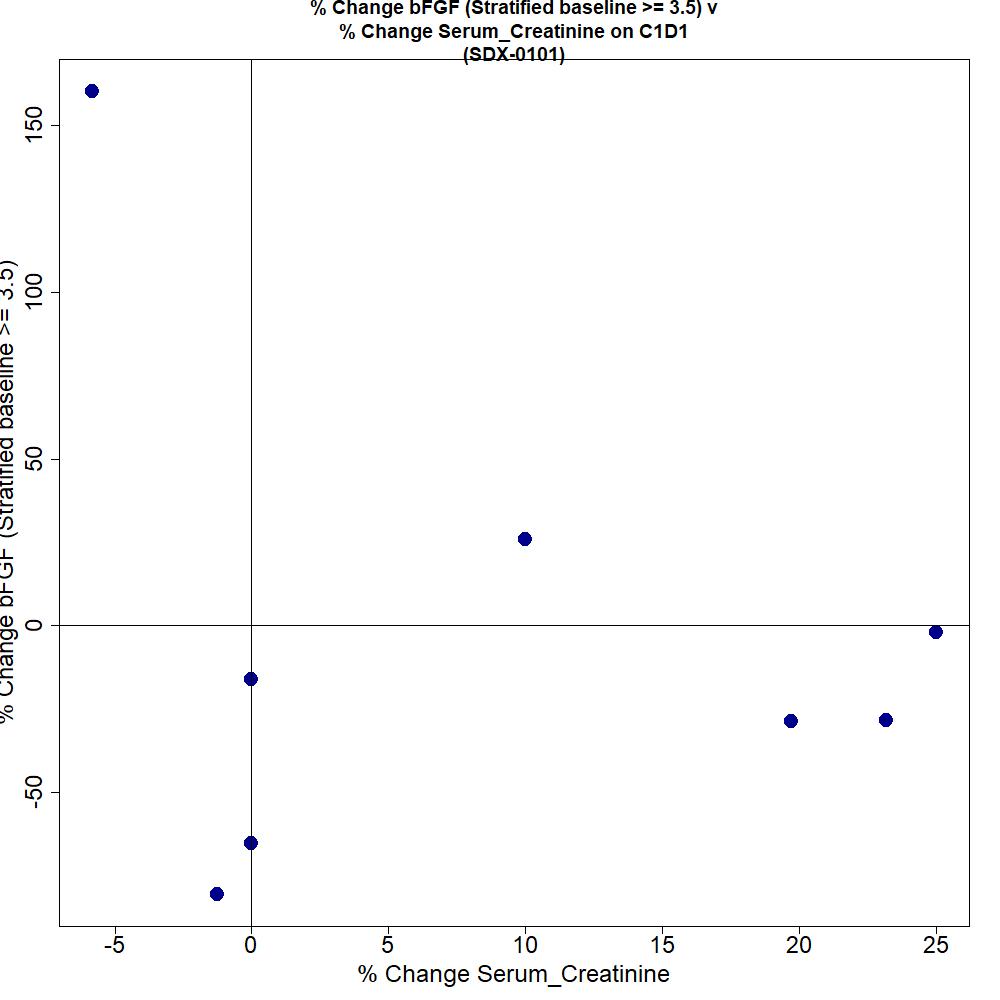 % Change bFGF (Stratified baseline >= 3.5) v
% Change Serum_Creatinine on C1D1
(SDX-0101)
% Change bFGF (Stratified baseline >= 3.5)
150
100
50
0
-50
-5 0 5 10 15 20 25
% Change Serum_Creatinine